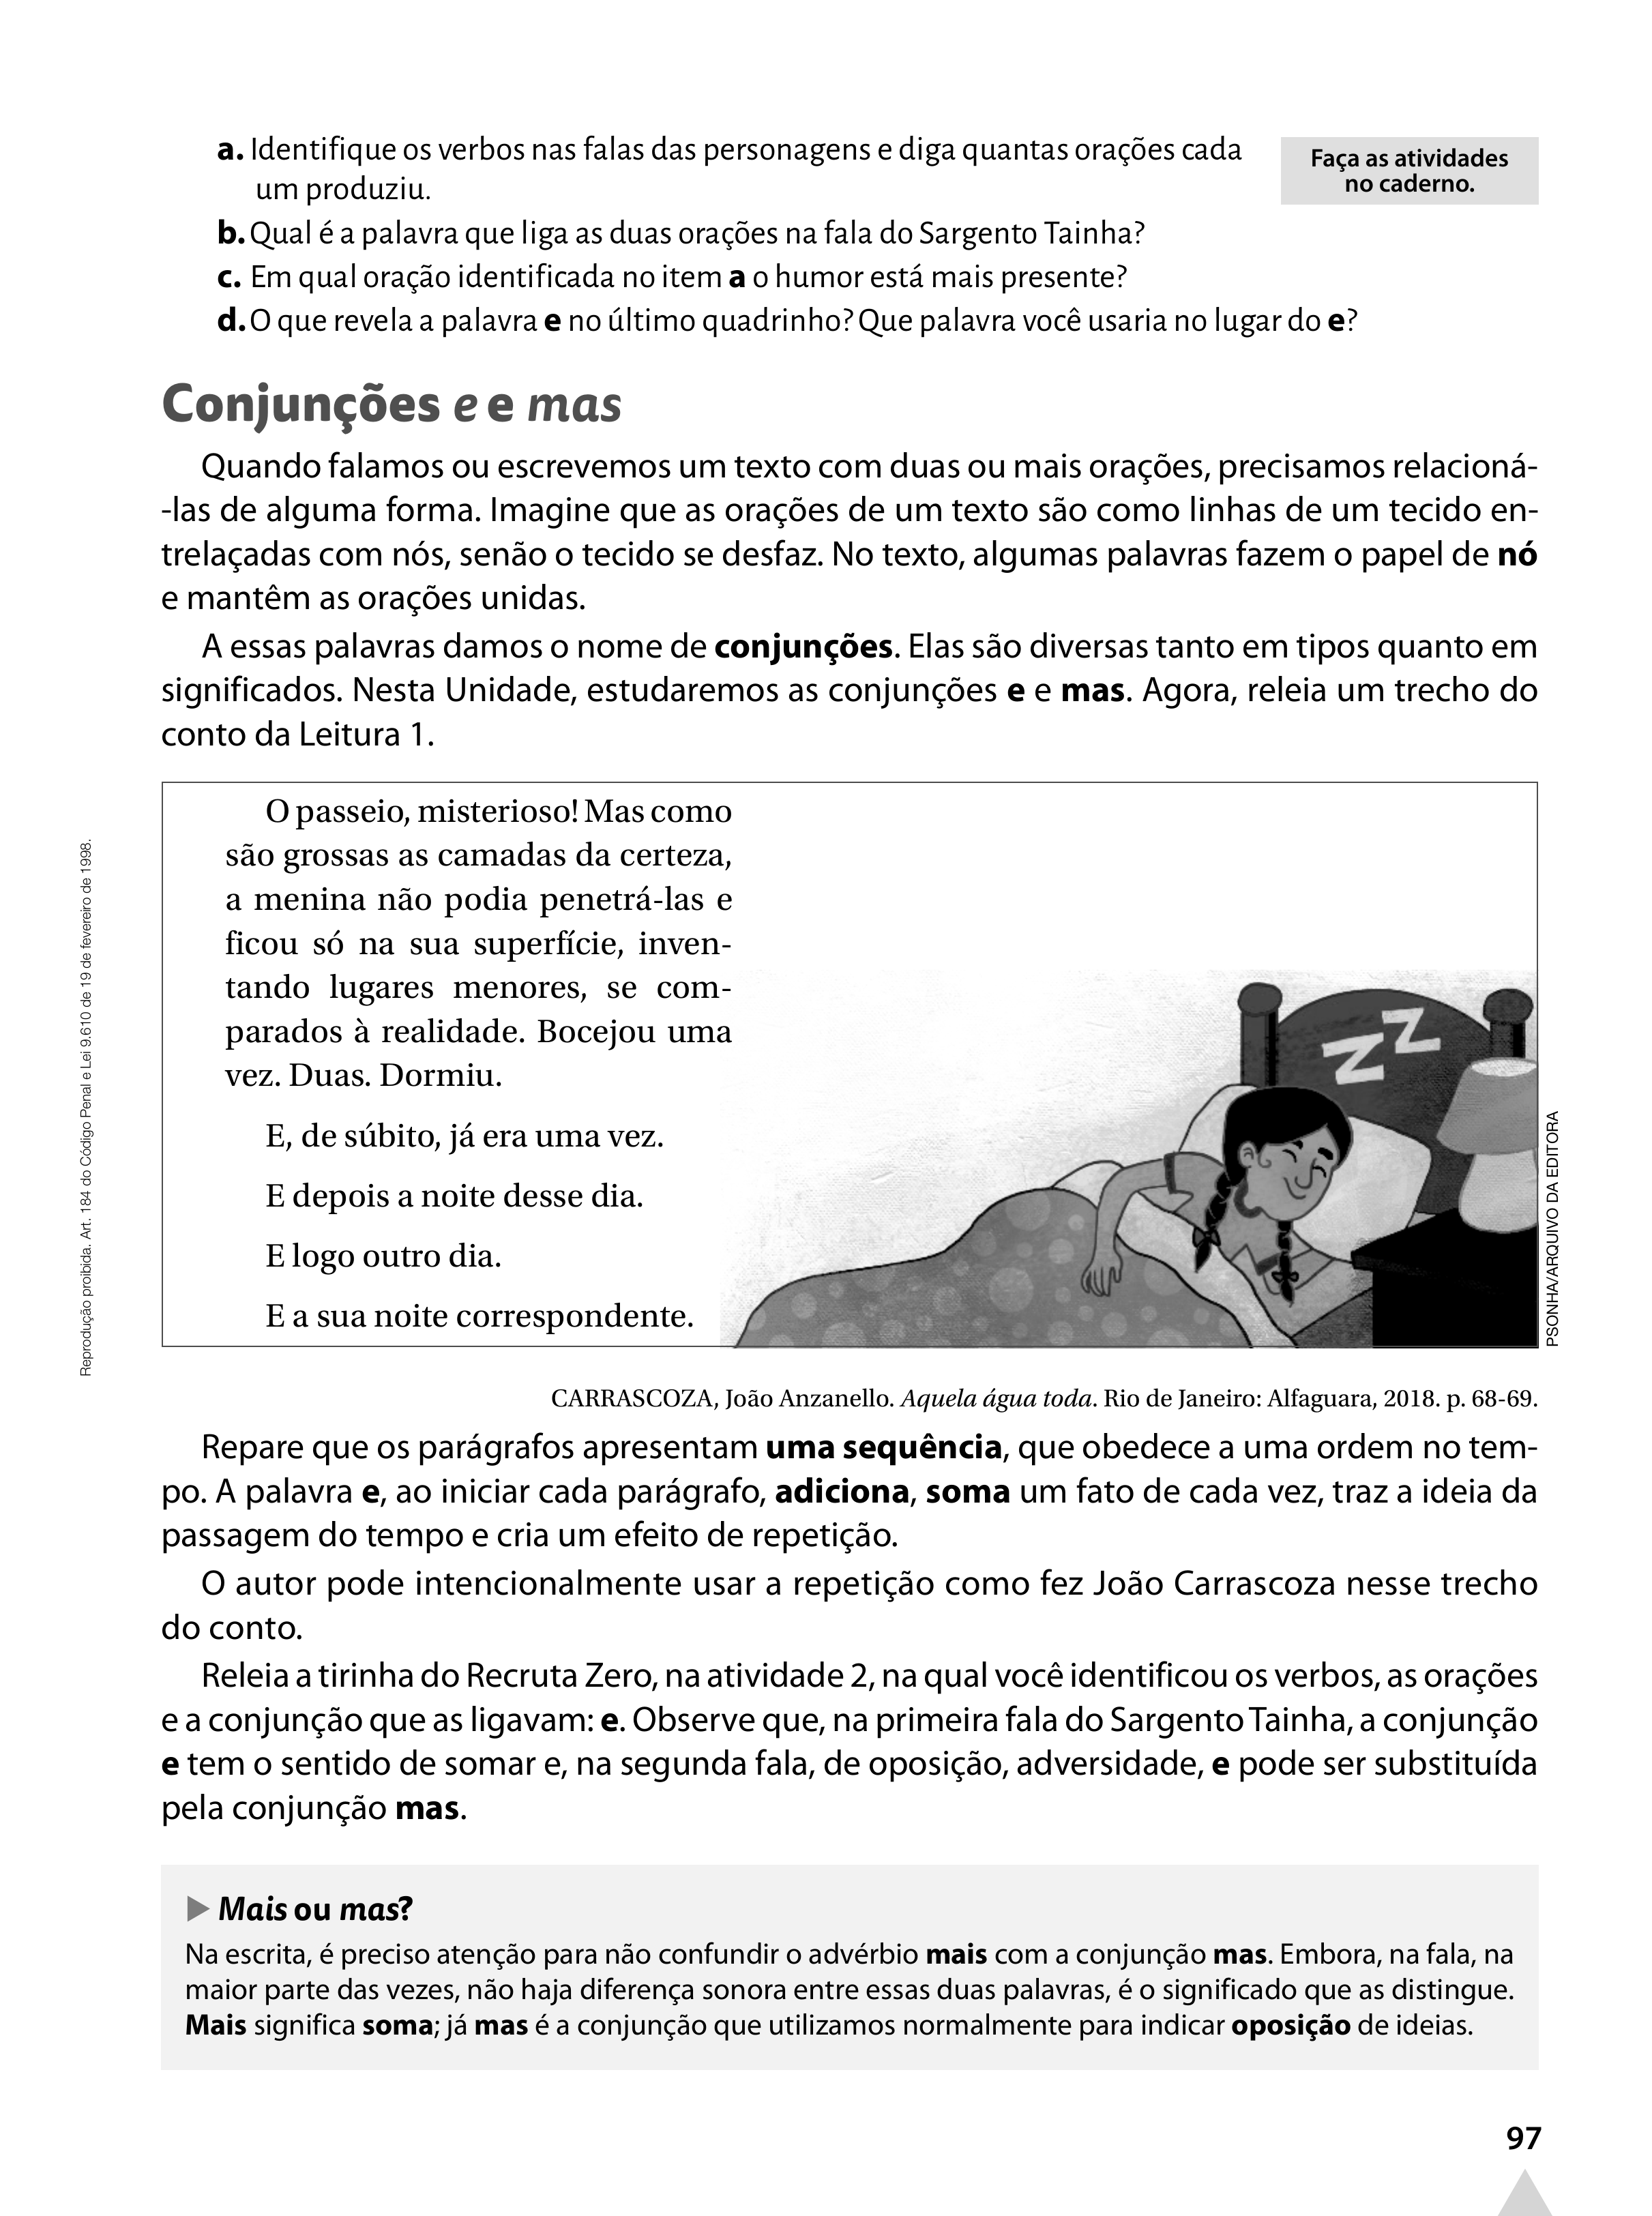 a. Identifique os verbos nas falas das personagens e diga quantas orações cada
um produziu.
Faça as atividades
no caderno.
b. Qual é a palavra que liga as duas orações na fala do Sargento Tainha?
c. Em qual oração identificada no item a o humor está mais presente?
d. O que revela a palavra e no último quadrinho? Que palavra você usaria no lugar do e?
Conjunções e e mas
Quando falamos ou escrevemos um texto com duas ou mais orações, precisamos relacioná-
-las de alguma forma. Imagine que as orações de um texto são como linhas de um tecido en-
trelaçadas com nós, senão o tecido se desfaz. No texto, algumas palavras fazem o papel de nó
e mantêm as orações unidas.
A essas palavras damos o nome de conjunções. Elas são diversas tanto em tipos quanto em
significados. Nesta Unidade, estudaremos as conjunções e e mas. Agora, releia um trecho do
conto da Leitura 1.
O passeio, misterioso! Mas como
são grossas as camadas da certeza,
a menina não podia penetrá-las e
ficou só na sua superfície, inven-
tando lugares menores, se com-
parados à realidade. Bocejou uma
vez. Duas. Dormiu.
E, de súbito, já era uma vez.
E depois a noite desse dia.
E logo outro dia.
E a sua noite correspondente.
ZZ
PSONHA/ARQUIVO DA EDITORA
Reprodução proibida. Art. 184 do Código Penal e Lei 9.610 de 19 de fevereiro de 1998.
CARRASCOZA, João Anzanello. Aquela água toda. Rio de Janeiro: Alfaguara, 2018. p. 68-69.
Repare que os parágrafos apresentam uma sequência, que obedece a uma ordem no tem-
po. A palavra e, ao iniciar cada parágrafo, adiciona, soma um fato de cada vez, traz a ideia da
passagem do tempo e cria um efeito de repetição.
O autor pode intencionalmente usar a repetição como fez João Carrascoza nesse trecho
do conto.
Releia a tirinha do Recruta Zero, na atividade 2, na qual você identificou os verbos, as orações
e a conjunção que as ligavam: e. Observe que, na primeira fala do Sargento Tainha, a conjunção
e tem o sentido de somar e, na segunda fala, de oposição, adversidade, e pode ser substituída
pela conjunção mas.
Mais ou mas?
Na escrita, é preciso atenção para não confundir o advérbio mais com a conjunção mas. Embora, na fala, na
maior parte das vezes, não haja diferença sonora entre essas duas palavras, é o significado que as distingue.
Mais significa soma; já mas é a conjunção que utilizamos normalmente para indicar oposição de ideias.
97